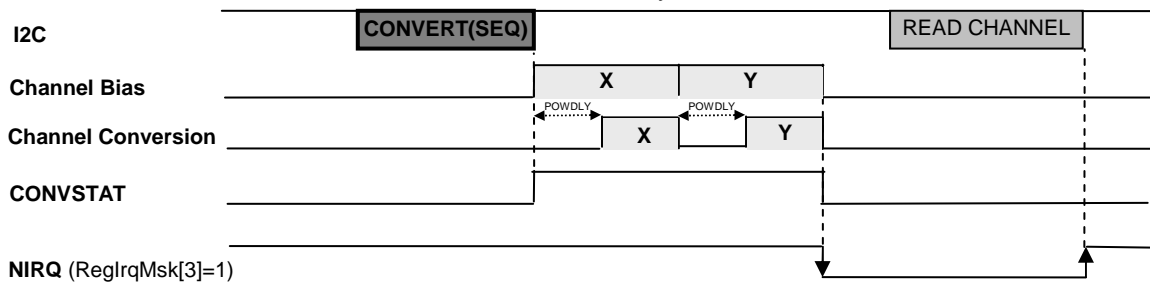 I2C
CONVERT(SEQ)
READ CHANNEL
Channel Bias
X
Y
POWDLY
POWDLY
Channel Conversion
X
Y
CONVSTAT
NIRQ (RegIrqMsk[3]=1)